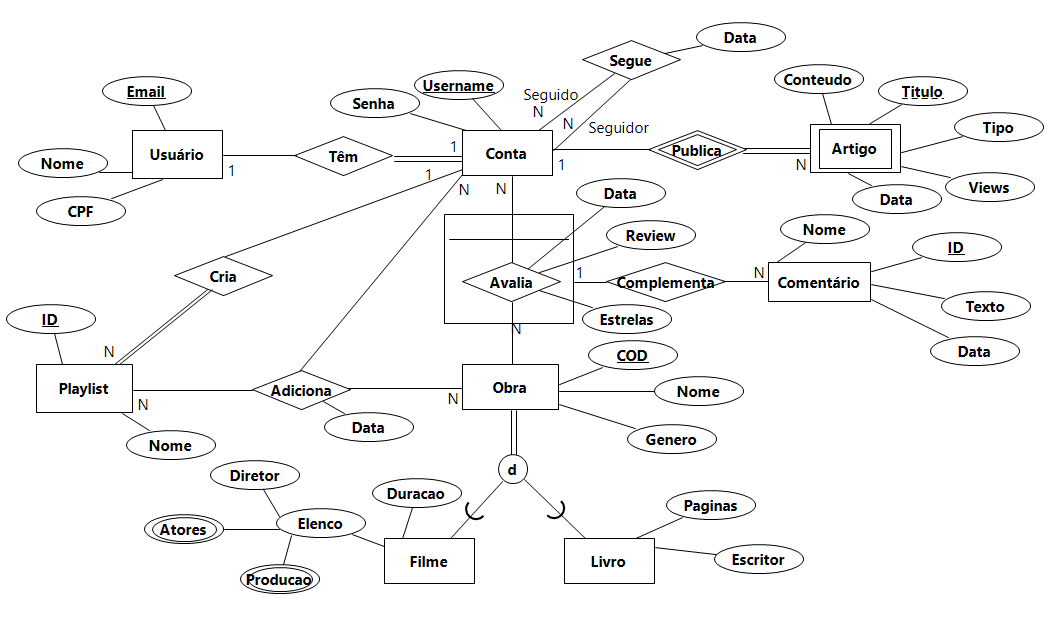 Data
Segue
Conteudo
Username
Titulo
Email
Seguido
Senha
N
N
Seguidor
Tipo
1
Conta
Publica
Artigo
Usuário
Têm
1
N
Nome
1
1
N
N
Views
Data
Review
Data
CPF
Nome
ID
Cria
Avalia
1
Complementa
N
Comentário
Texto
ID
Estrelas
N
Data
N
COD
Playlist
Adiciona
Obra
Nome
N
N
Data
Nome
Genero
Diretor
d
Duracao
Paginas
Atores
Elenco
Filme
Livro
Escritor
Producao